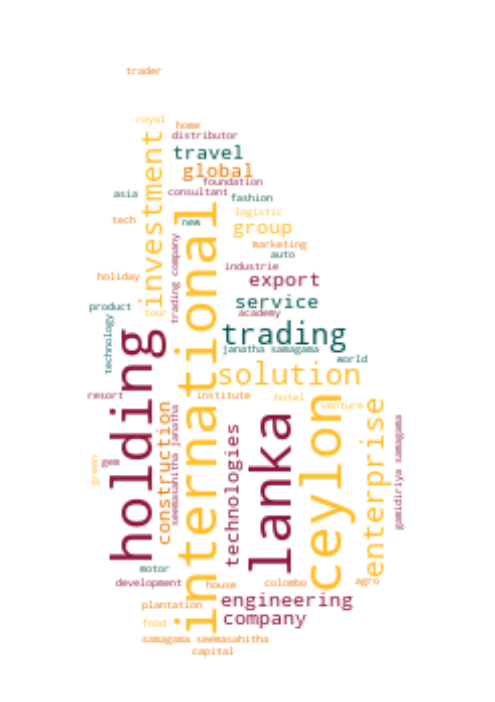 trader
royal
home
distributor
travel
investment
global
foundation
consultant
asia
fashion
international
logistic
tech
new
group
marketing
auto
trading company
industrie
holiday
export
service
product
tour
academy
technology
trading
holding
janatha samagama
world
solution
resort
institute
hotel
venture
ceylon
enterprise
construction
seemasahitha janatha
lanka
gamidiriya samagama
technologies
green
gem
motor
development
house
colombo
agro
plantation
engineering
food
company
samagama seemasahitha
capital